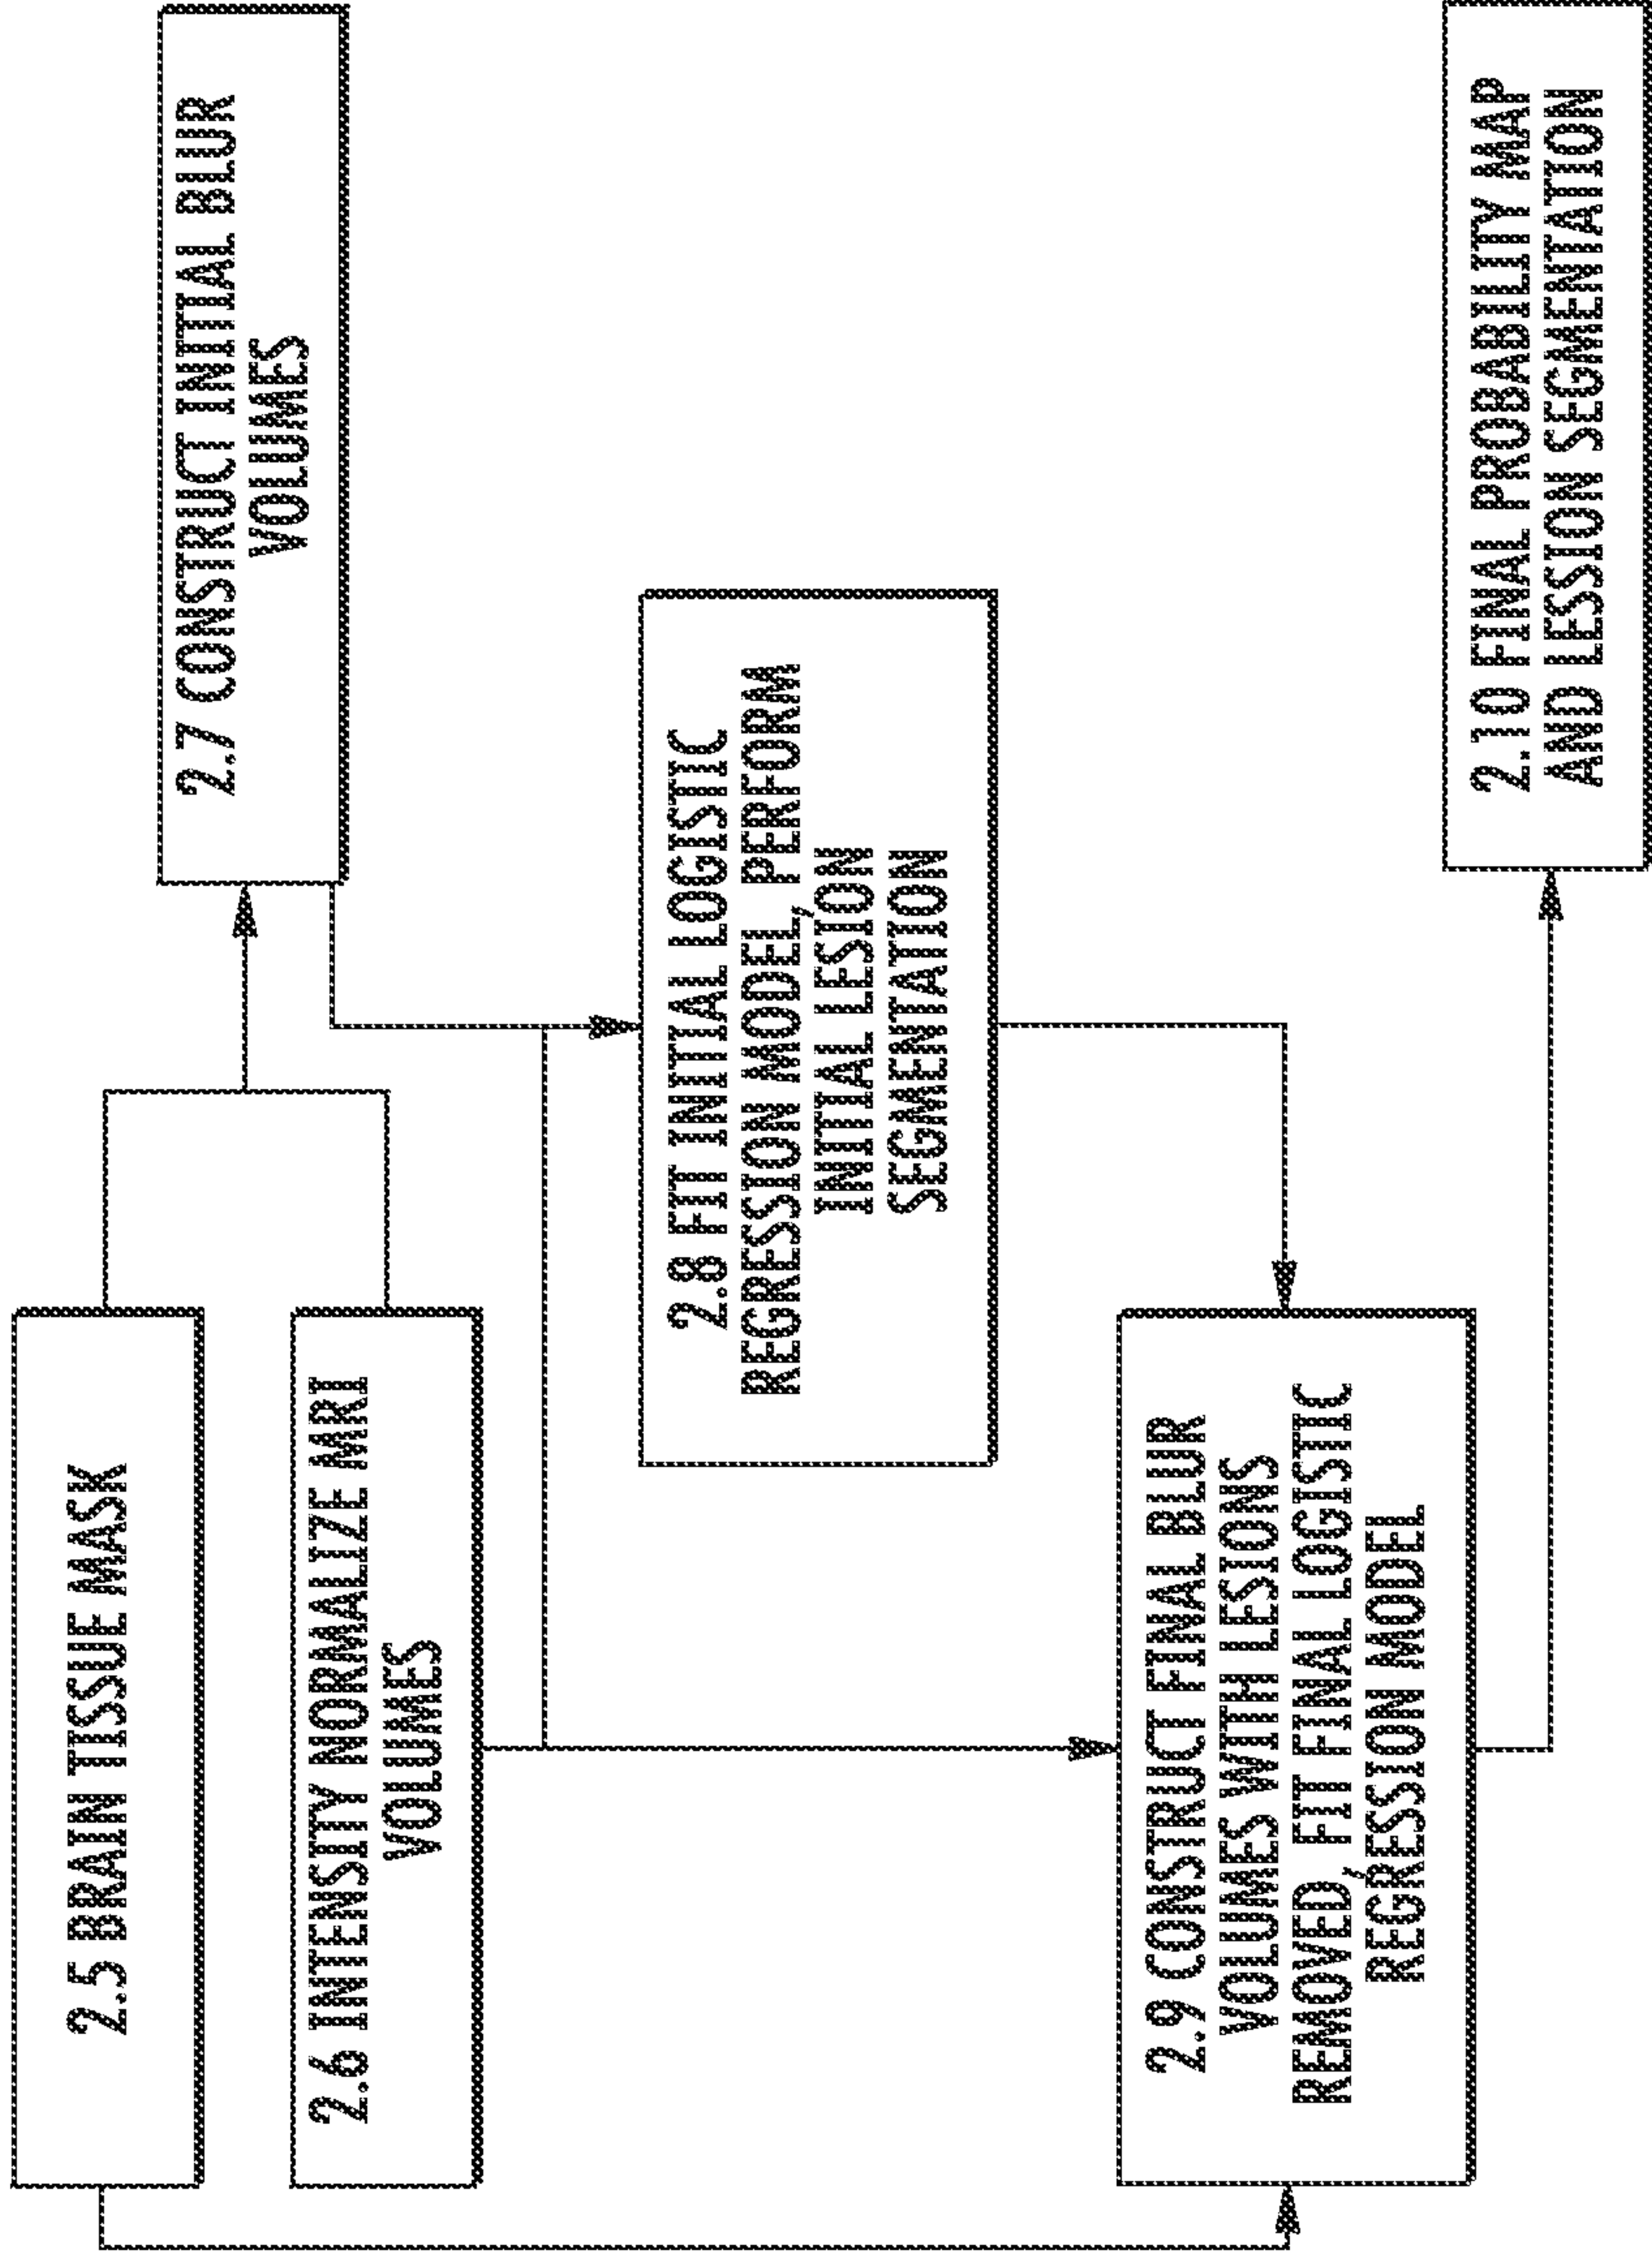 2.5 BRAIN TISSUE MASK
2.6 INTENSITY NORMALIZE MRI
VOLUMES
2.7 CONSTRUCT INITIAL BLUR
VOLUMES
2.8 FIT INITIAL LOGISTIC
REGRESSION MODEL, PERFORM
INITIAL LESION
SEGMENTATION
2.9 CONSTRUCT FINAL BLUR
VOLUMES WITH LESIONS
REMOVED, FIT FINAL LOGISTIC
REGRESSION MODEL
2.10 FINAL PROBABILITY MAP
AND LESSION SEGMENTATION